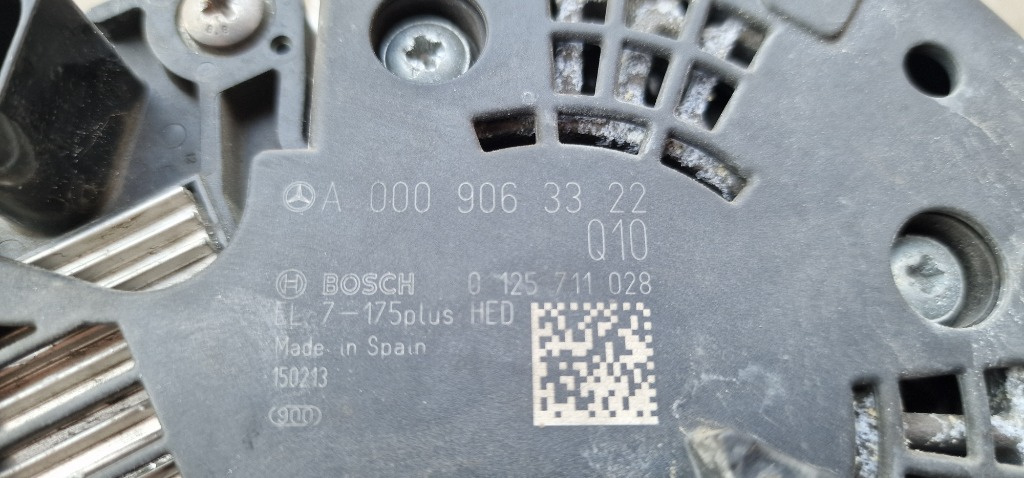 A 000 906 33 22
Q10
BOSCH 0 125 711 028
EL 7-175plus HED
Made in Spain
150213
900